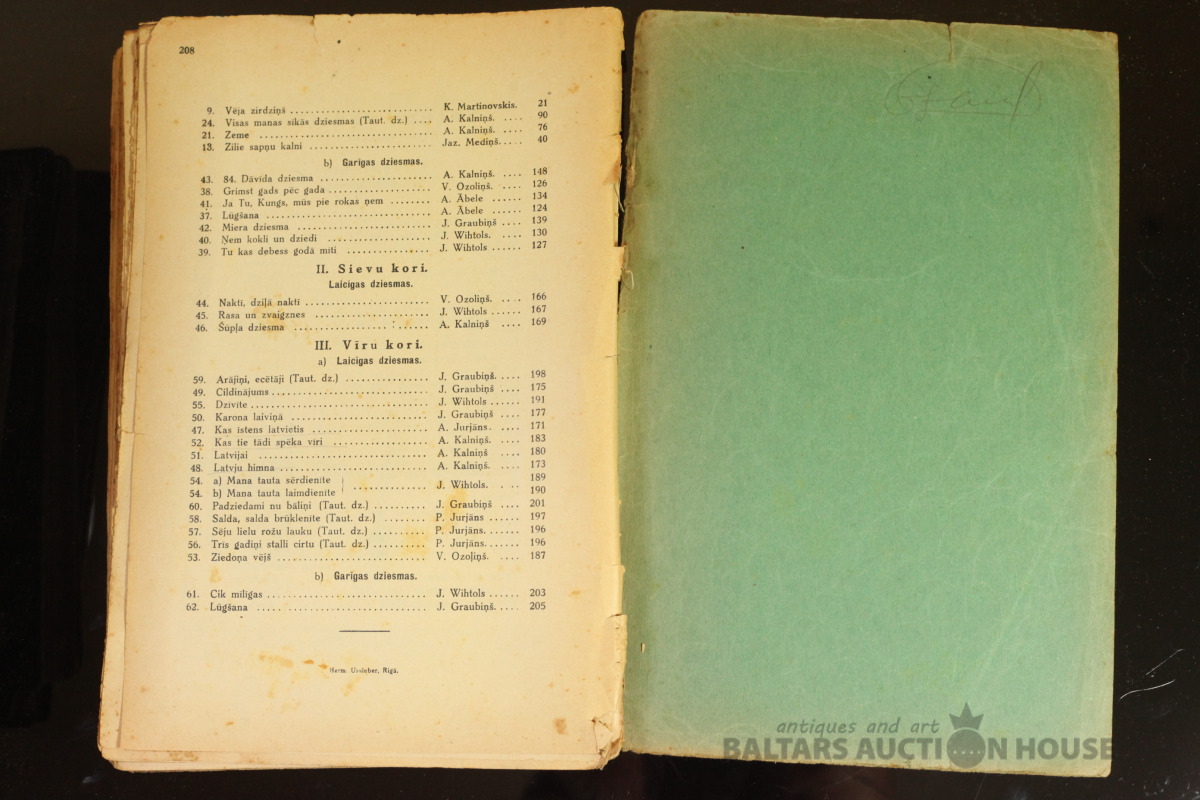 208
9. Vēja zirdziņš ........ K. Martinovskis. 21
24. Visas manas sīkās dziesmas (Taut. dz.) .... A. Kalniņš. .... 90
21. Zeme ........ A. Kalniņš. .... 76
13. Zilie sapņu kalni ........ Jaz. Mediņš..... 40
b) Garīgas dziesmas.
43. 84. Dāvida dziesma ........ A. Kalniņš. .... 148
38. Grimst gads pēc gada ........ V. Ozoliņš. .... 126
41. Ja Tu, Kungs, mūs pie rokas ņem ........ A. Ābele ...... 134
37. Lūgšana ........ A. Ābele ...... 124
42. Miera dziesma ........ J. Graubiņš .... 139
40. Ņem kokli un dziedi ........ J. Wihtols. .... 130
39. Tu kas debess godā mīti ........ J. Wihtols ...... 127
II. Sievu kori.
Laicīgas dziesmas.
44. Naktī, dziļā naktī ........ V. Ozoliņš. .... 166
45. Rasa un zvaigznes ........ J. Wihtols ...... 167
46. Šūpļa dziesma ........ A. Kalniņš .... 169
III. Vīru kori.
a) Laicīgas dziesmas.
59. Arājiņi, ecētāji (Taut. dz.) ........ J. Graubiņš. .... 198
49. Cildinājums ........ J. Graubiņš .... 175
55. Dzīvīte ........ J. Wihtols ...... 191
50. Karoņa laiviņā ........ J. Graubiņš .... 177
47. Kas īstens latvietis ........ A. Jurjāns. .... 171
52. Kas tie tādi spēka vīri ........ A. Kalniņš. .... 183
51. Latvijai ........ A. Kalniņš .... 180
48. Latvju himna ........ A. Kalniņš. .... 173
54. a) Mana tauta sērdienīte 189
54. b) Mana tauta laimdienīte ........ J. Wihtols. .... 190
60. Padziedami nu bāliņi (Taut. dz.) ........ J. Graubiņš .... 201
58. Salda, salda brūklenīte (Taut. dz.) ........ P. Jurjāns ...... 197
57. Sēju lielu rožu lauku (Taut. dz.) ........ P. Jurjāns. ...... 196
56. Trīs gadiņi stallī cirtu (Taut. dz.) ........ P. Jurjāns. ...... 196
53. Ziedoņa vējš ........ V. Ozoliņš. .... 187
b) Garīgas dziesmas.
61. Cik mīlīgas ........ J. Wihtols ...... 203
62. Lūgšana ........ J. Graubiņš. .... 205
Herm. Ussleber, Rīgā.
antiques and art
BALTARS AUCTION HOUSE